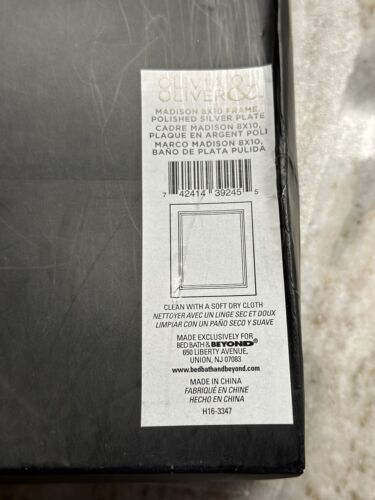 OLIVIA &
OLIVER
MADISON 8X10 FRAME,
POLISHED SILVER PLATE
CADRE MADISON 8X10,
PLAQUE EN ARGENT POLI
MARCO MADISON 8X10,
BAÑO DE PLATA PULIDA
7 42414 39245 5
CLEAN WITH A SOFT DRY CLOTH
NETTOYER AVEC UN LINGE SEC ET DOUX
LIMPIAR CON UN PAÑO SECO Y SUAVE
MADE EXCLUSIVELY FOR
BED BATH & BEYOND®
650 LIBERTY AVENUE,
UNION, NJ 07083
www.bedbathandbeyond.com
MADE IN CHINA
FABRIQUÉ EN CHINE
HECHO EN CHINA
H16-3347